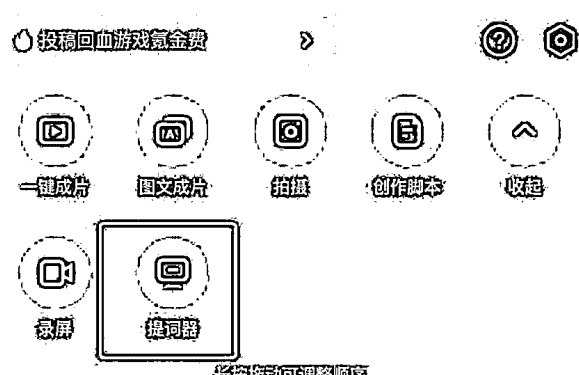 投稿回血游戏氪金费
一键成片 图文成片 拍摄 创作脚本 收起
录屏 提词器
长按拖动可调整顺序